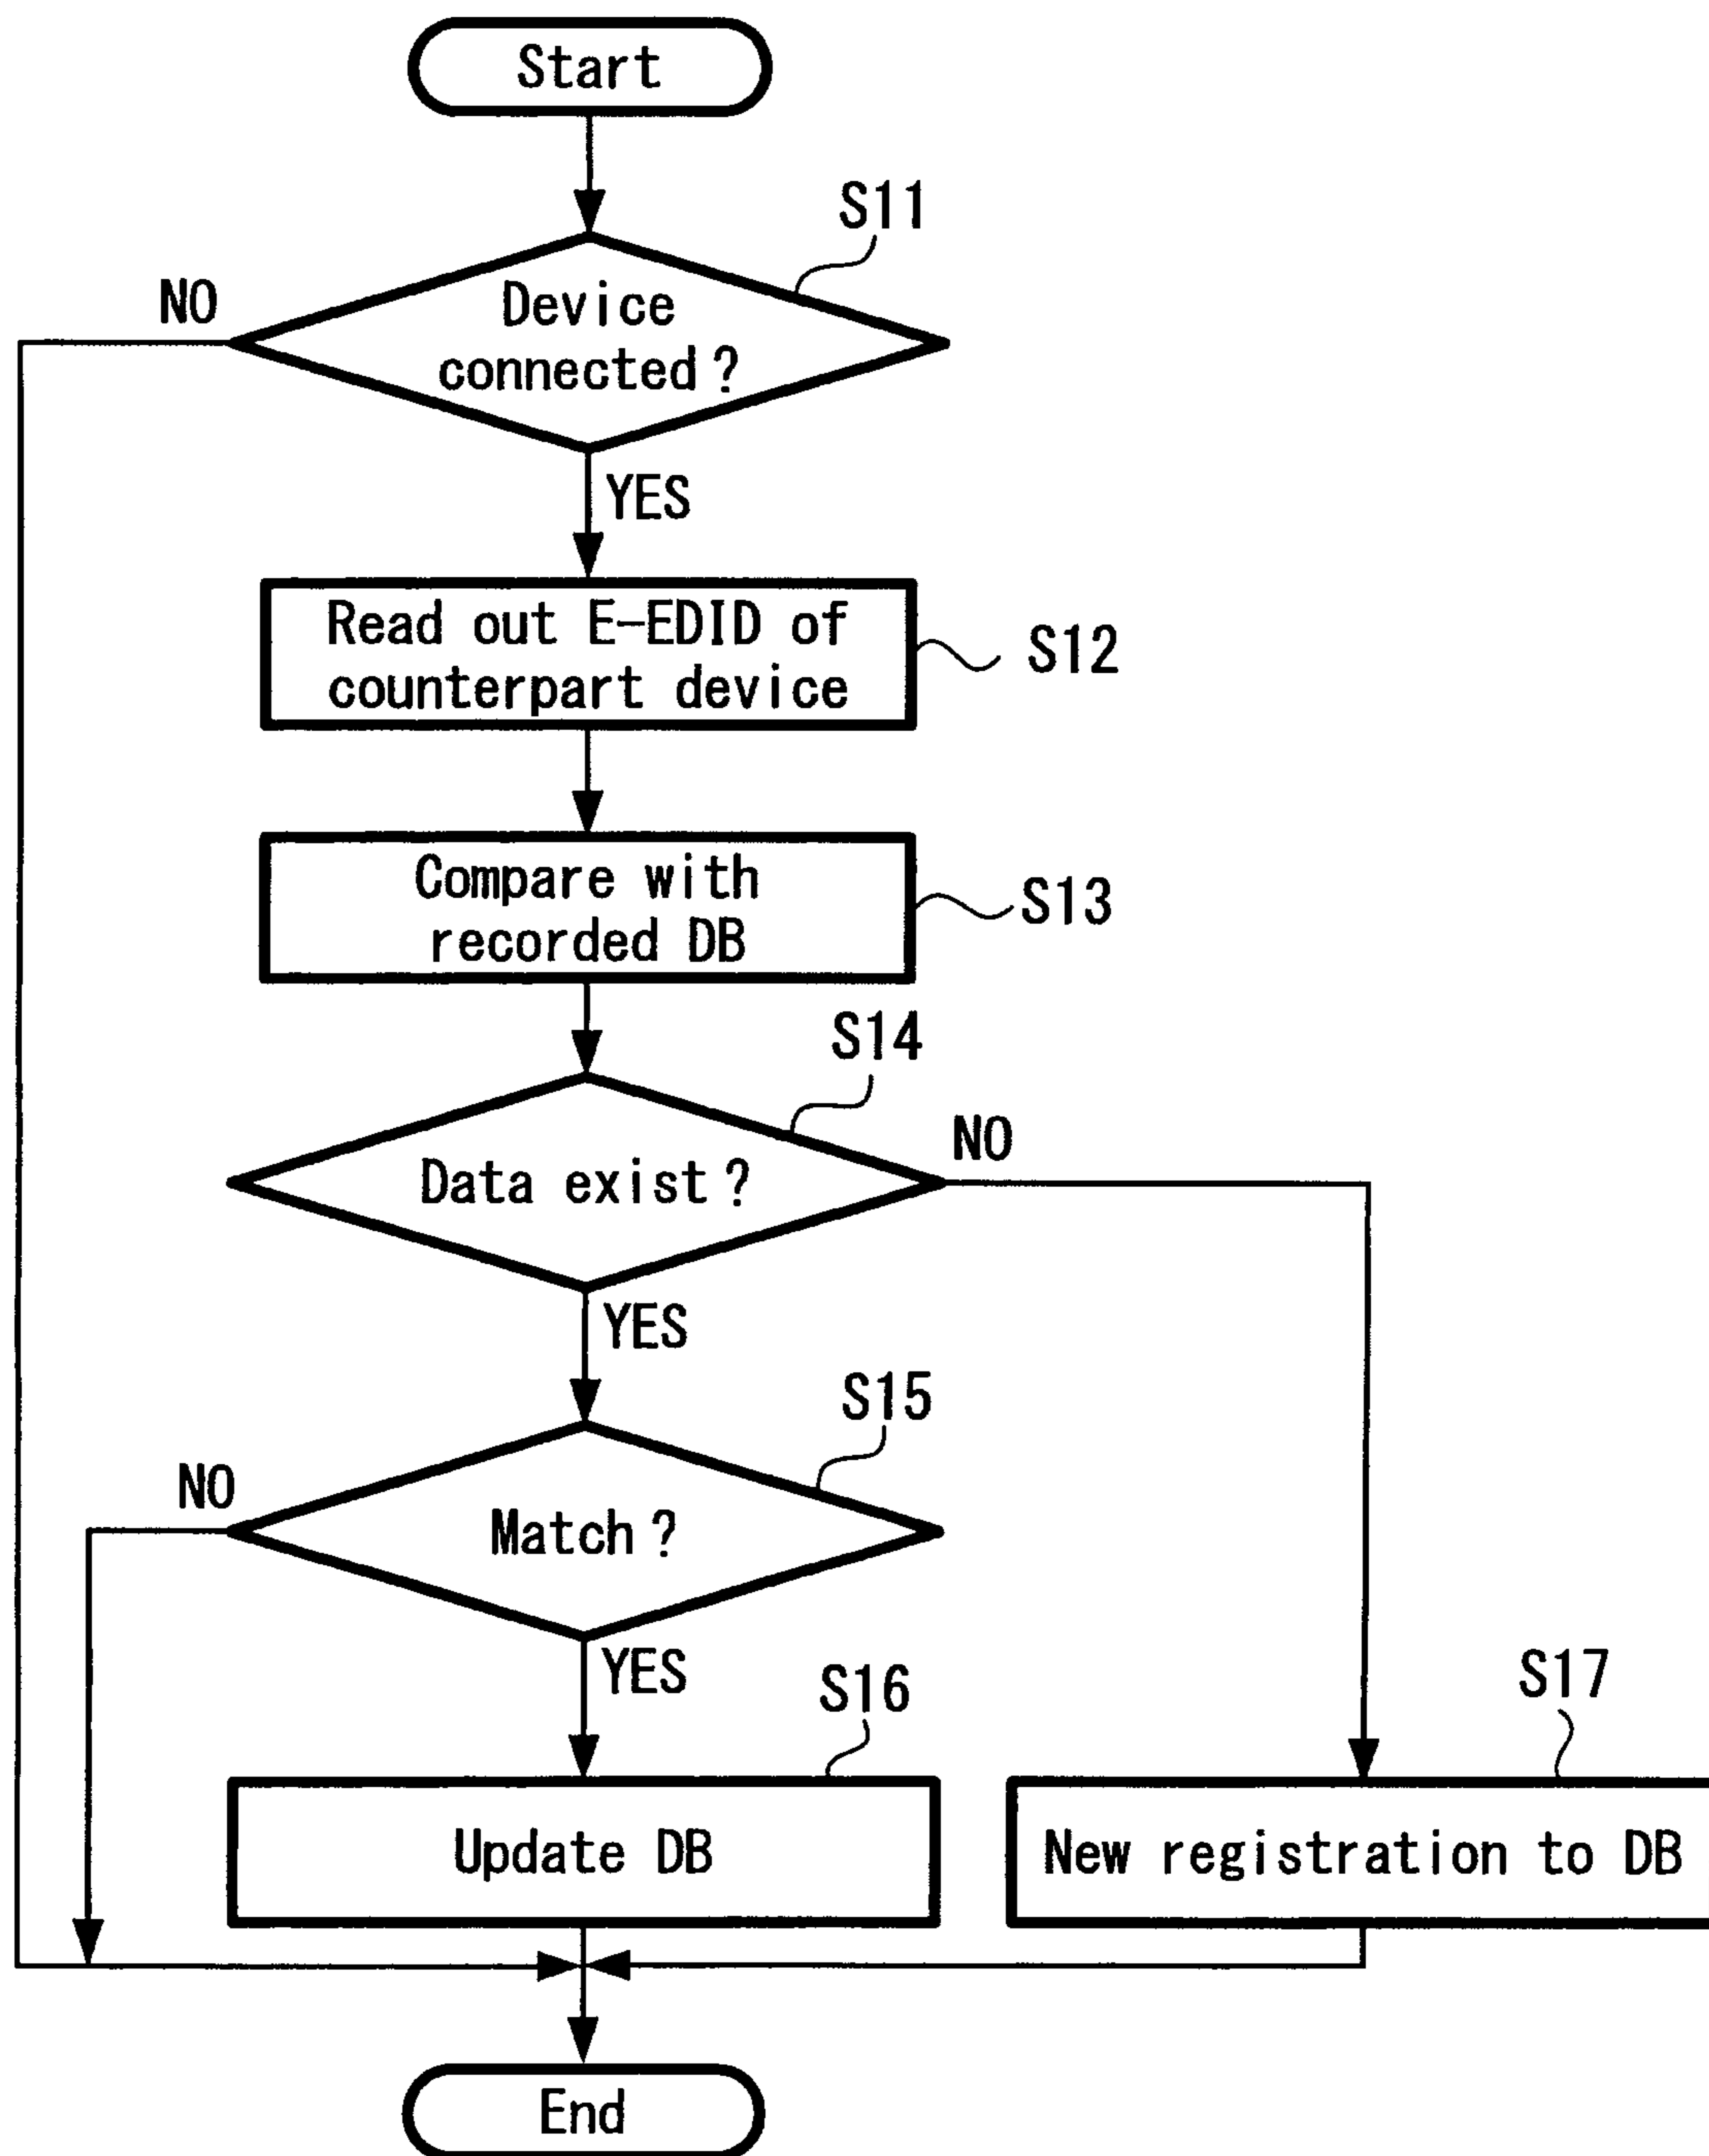 Start
S11
NO
Device
connected?
YES
Read out E-EDID of
counterpart device
S12
Compare with
recorded DB
S13
S14
NO
Data exist?
YES
S15
NO
Match?
YES
S16
S17
Update DB
New registration to DB
End